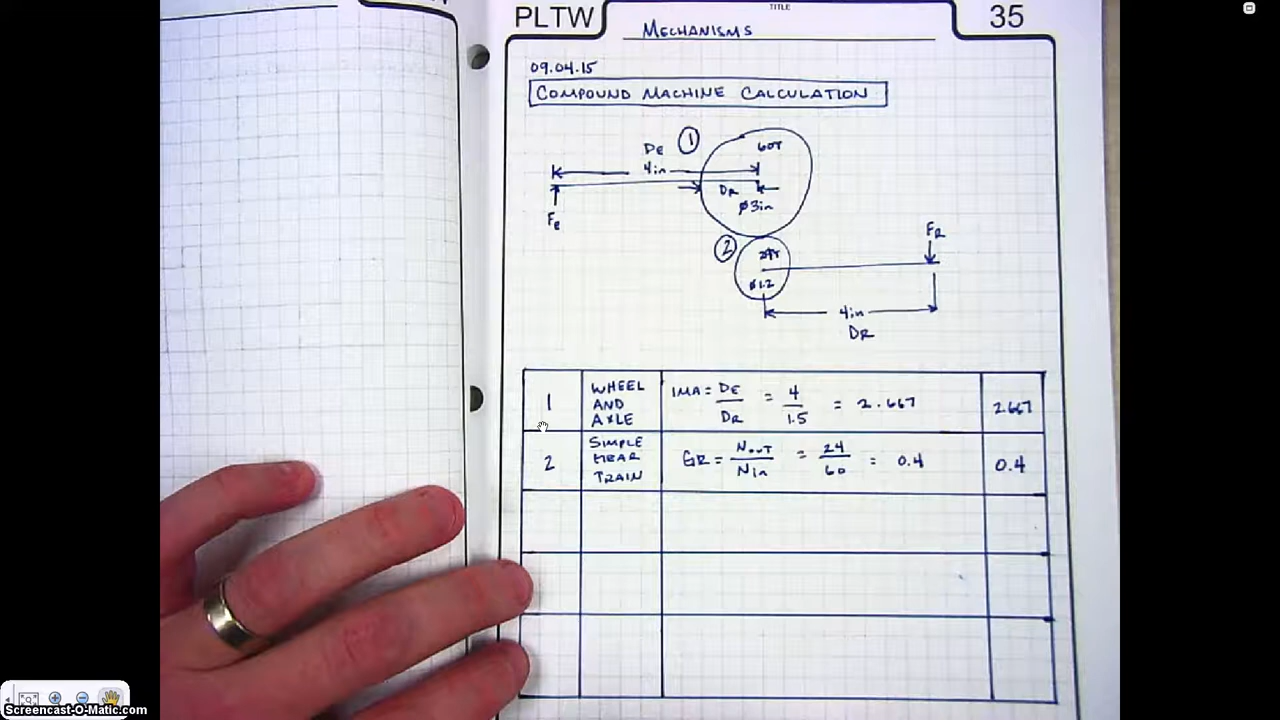 PLTW
TITLE
35
MECHANISMS
09.04.15
COMPOUND MACHINE CALCULATION
DE
4in
1
60T
DR
Ø3in
FE
2
24T
Ø1.2
FR
4in
DR
1
WHEEL
AND
AXLE
IMA = DE/DR = 4/1.5 = 2.667
2.667
2
SIMPLE
GEAR
TRAIN
GR = NOUT/NIN = 24/60 = 0.4
0.4
Screencast-O-Matic.com